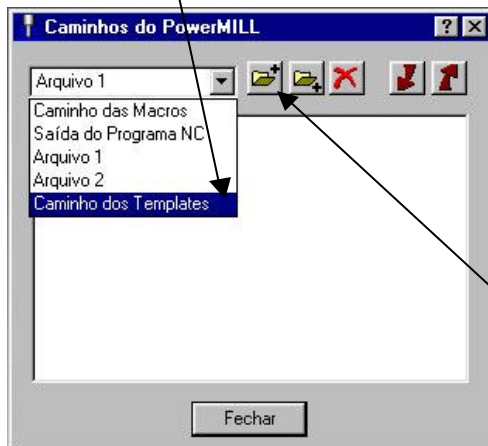 Caminhos do PowerMILL
Arquivo 1
Caminho das Macros
Saída do Programa NC
Arquivo 1
Arquivo 2
Caminho dos Templates
Fechar